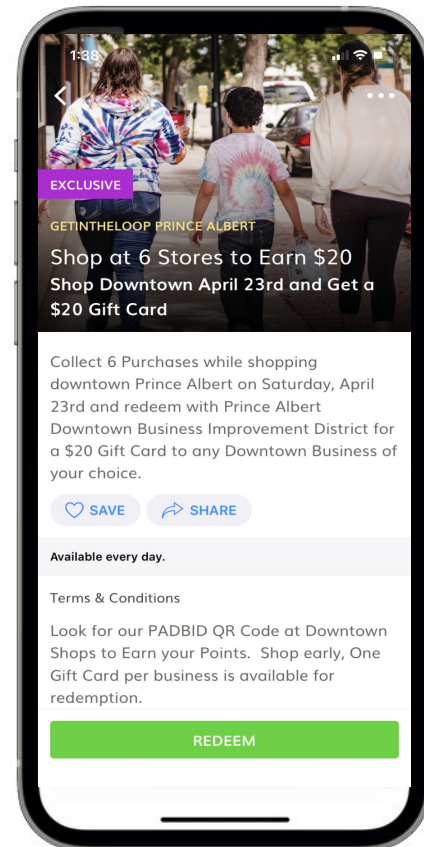 1:38
EXCLUSIVE
GETINTHELOOP PRINCE ALBERT
Shop at 6 Stores to Earn $20
Shop Downtown April 23rd and Get a
$20 Gift Card
Collect 6 Purchases while shopping
downtown Prince Albert on Saturday, April
23rd and redeem with Prince Albert
Downtown Business Improvement District for
a $20 Gift Card to any Downtown Business of
your choice.
SAVE SHARE
Available every day.
Terms & Conditions
Look for our PADBID QR Code at Downtown
Shops to Earn your Points. Shop early, One
Gift Card per business is available for
redemption.
REDEEM